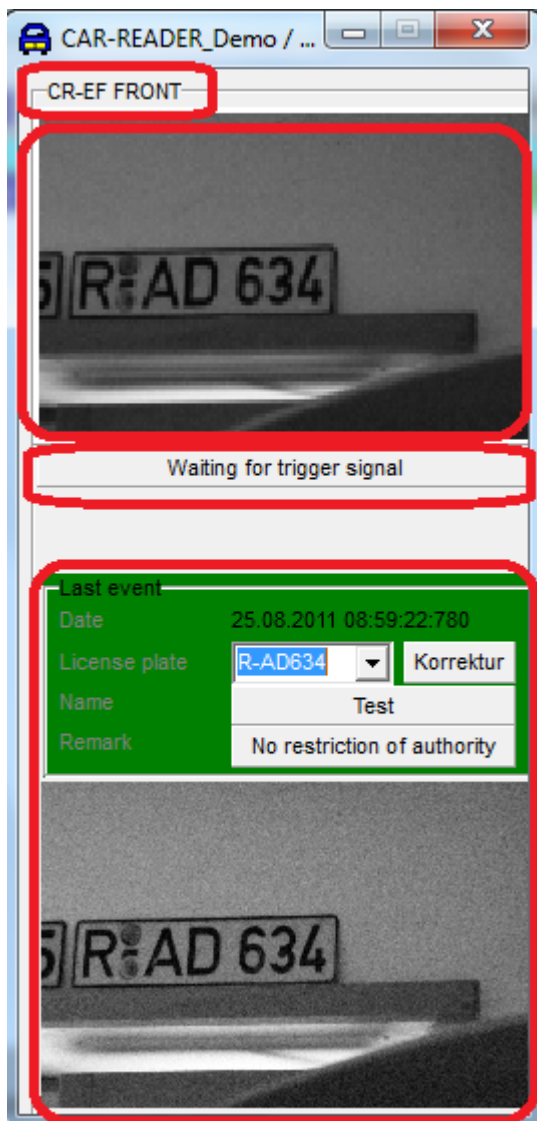 CAR-READER_Demo / ...
CR-EF FRONT
5 R AD 634
Waiting for trigger signal
Last event
Date 25.08.2011 08:59:22:780
License plate R-AD634 Korrektur
Name Test
Remark No restriction of authority
5 R AD 634